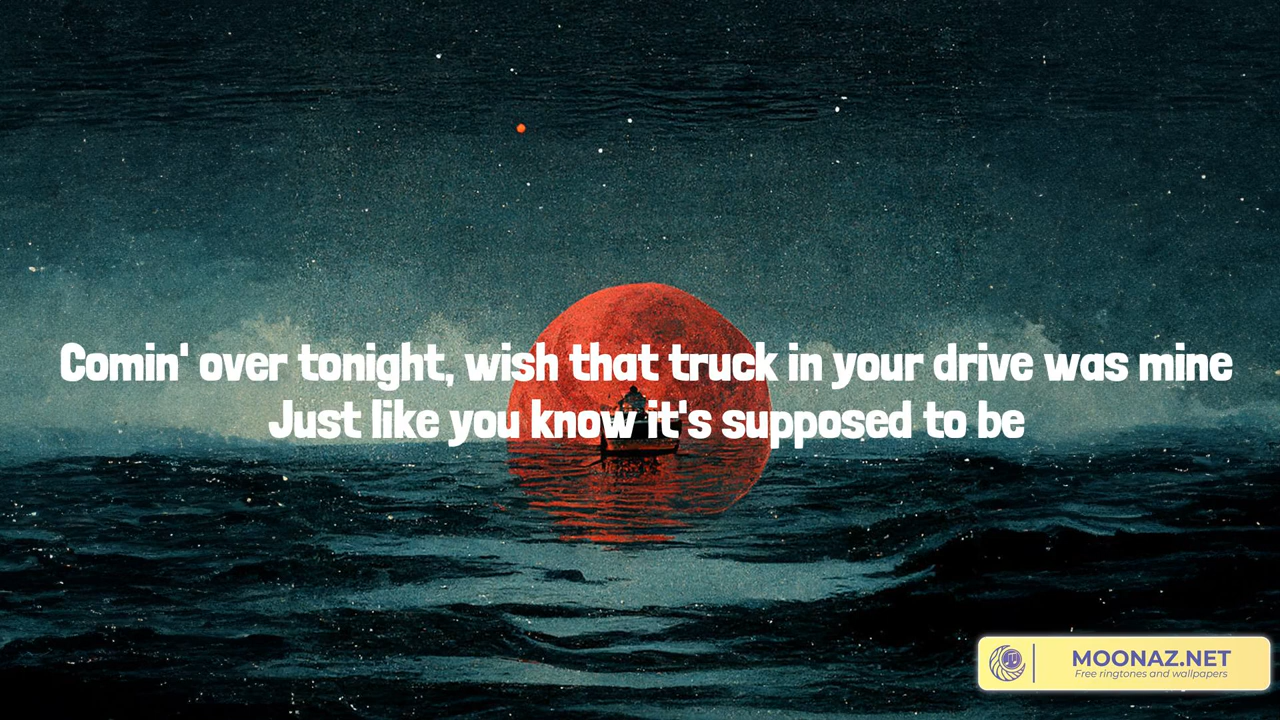 Comin' over tonight, wish that truck in your drive was mine
Just like you know it's supposed to be
MOONAZ.NET
Free ringtones and wallpapers